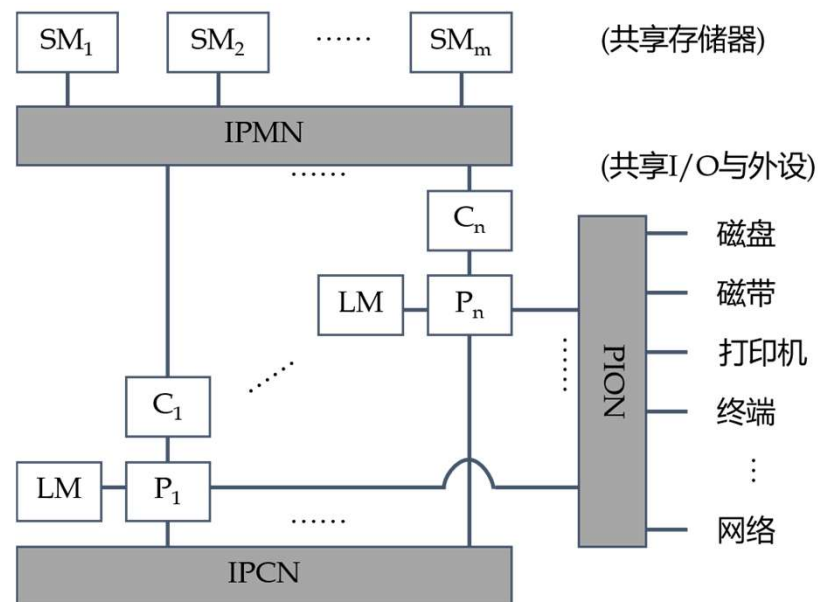 SM₁ SM₂ …… SMₘ (共享存储器)
IPMN
…… (共享I/O与外设)
Cₙ 磁盘
LM Pₙ 磁带
…… PION 打印机
…… 终端
C₁
LM P₁ ⋮
…… 网络
IPCN